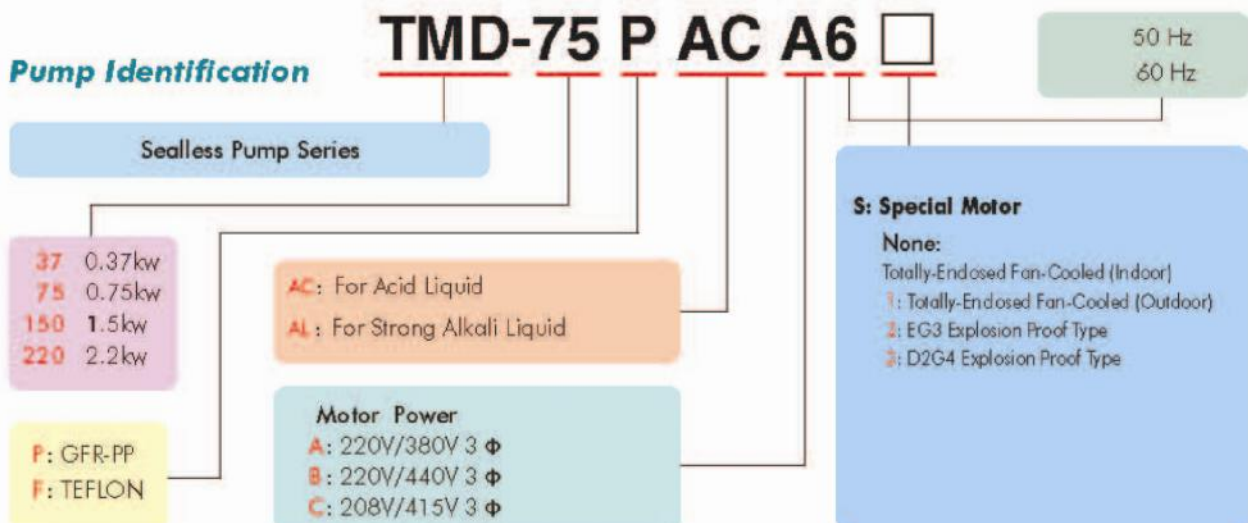 TMD-75 P AC A6 □
Pump Identification
50 Hz
60 Hz
Sealless Pump Series
37 0.37kw
75 0.75kw
150 1.5kw
220 2.2kw
AC: For Acid Liquid
AL: For Strong Alkali Liquid
S: Special Motor
None:
Totally-Enclosed Fan-Cooled (Indoor)
1: Totally-Enclosed Fan-Cooled (Outdoor)
2: EG3 Explosion Proof Type
3: D2G4 Explosion Proof Type
P: GFR-PP
F: TEFLON
Motor Power
A: 220V/380V 3 Φ
B: 220V/440V 3 Φ
C: 208V/415V 3 Φ